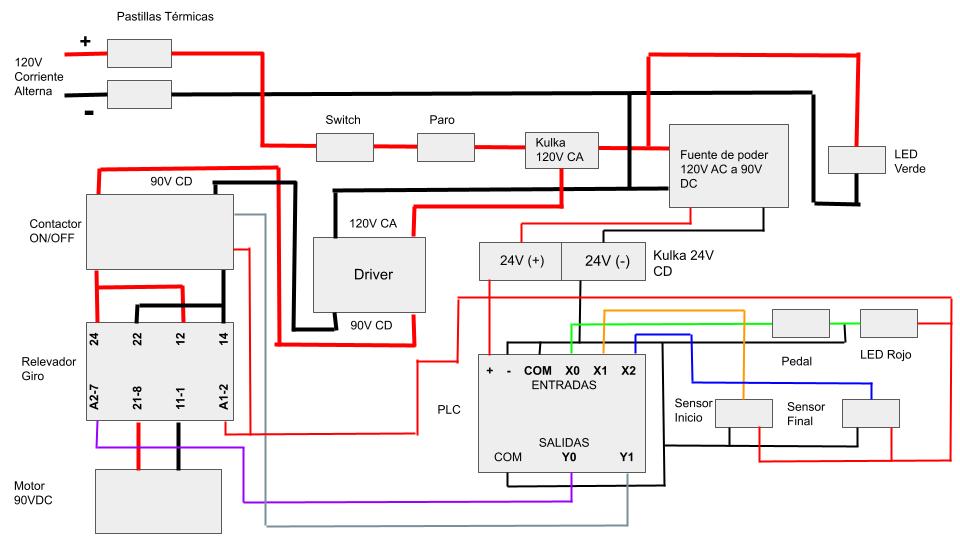 Pastillas Térmicas
+
120V
Corriente
Alterna
-
Switch
Paro
Kulka
120V CA
Fuente de poder
120V AC a 90V
DC
LED
Verde
90V CD
Contactor
ON/OFF
120V CA
Driver
90V CD
24V (+)
24V (-)
Kulka 24V
CD
24
22
12
14
Relevador
Giro
A2-7
21-8
11-1
A1-2
Pedal
LED Rojo
+
-
COM
X0
X1
X2
ENTRADAS
PLC
SALIDAS
COM
Y0
Y1
Sensor
Inicio
Sensor
Final
Motor
90VDC